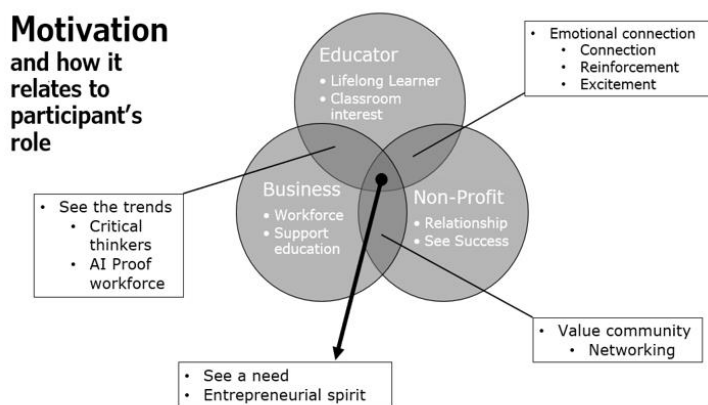 Motivation
and how it
relates to
participant's
role
Educator
• Lifelong Learner
• Classroom
interest
• Emotional connection
• Connection
• Reinforcement
• Excitement
Business
• Workforce
• Support
education
Non-Profit
• Relationship
• See Success
• See the trends
• Critical
thinkers
• AI Proof
workforce
• Value community
• Networking
• See a need
• Entrepreneurial spirit